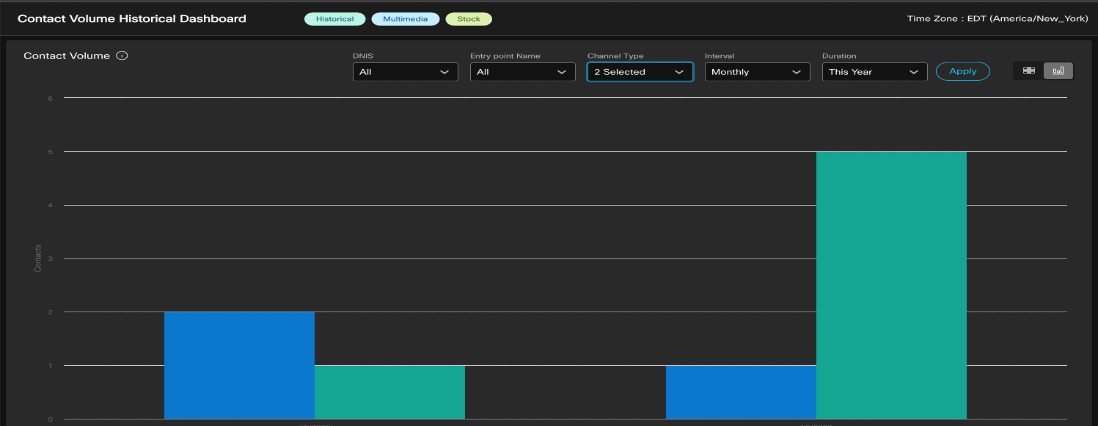 Contact Volume Historical Dashboard
Historical
Multimedia
Stock
Time Zone : EDT (America/New_York)
Contact Volume
DNIS
Entry point Name
Channel Type
Interval
Duration
All
All
2 Selected
Monthly
This Year
Apply
6
5
4
3
2
1
0
Contacts